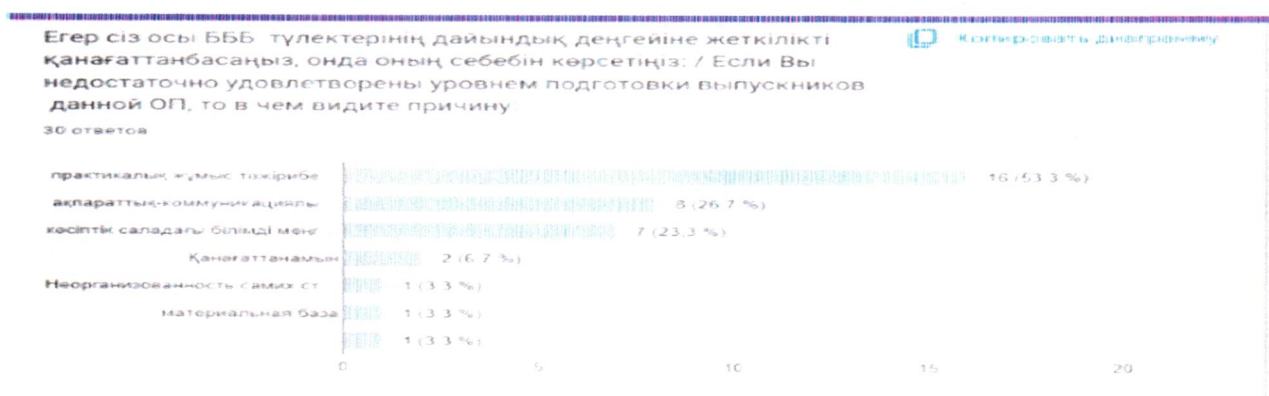 Егер сіз осы БББ түлектерінің дайындық деңгейіне жеткілікті
қанағаттанбасаңыз, онда оның себебін көрсетіңіз: / Если Вы
недостаточно удовлетворены уровнем подготовки выпускников
данной ОП, то в чем видите причину
Копировать диаграмму
30 ответов
практикалық жұмыс тәжірибе 16 (53.3 %)
ақпараттық-коммуникациялы 8 (26.7 %)
кәсіптік саладағы білімді меңг 7 (23,3 %)
Қанағаттанамын 2 (6.7 %)
Неорганизованность самих ст 1 (3.3 %)
материальная база 1 (3.3 %)
1 (3.3 %)
0 5 10 15 20